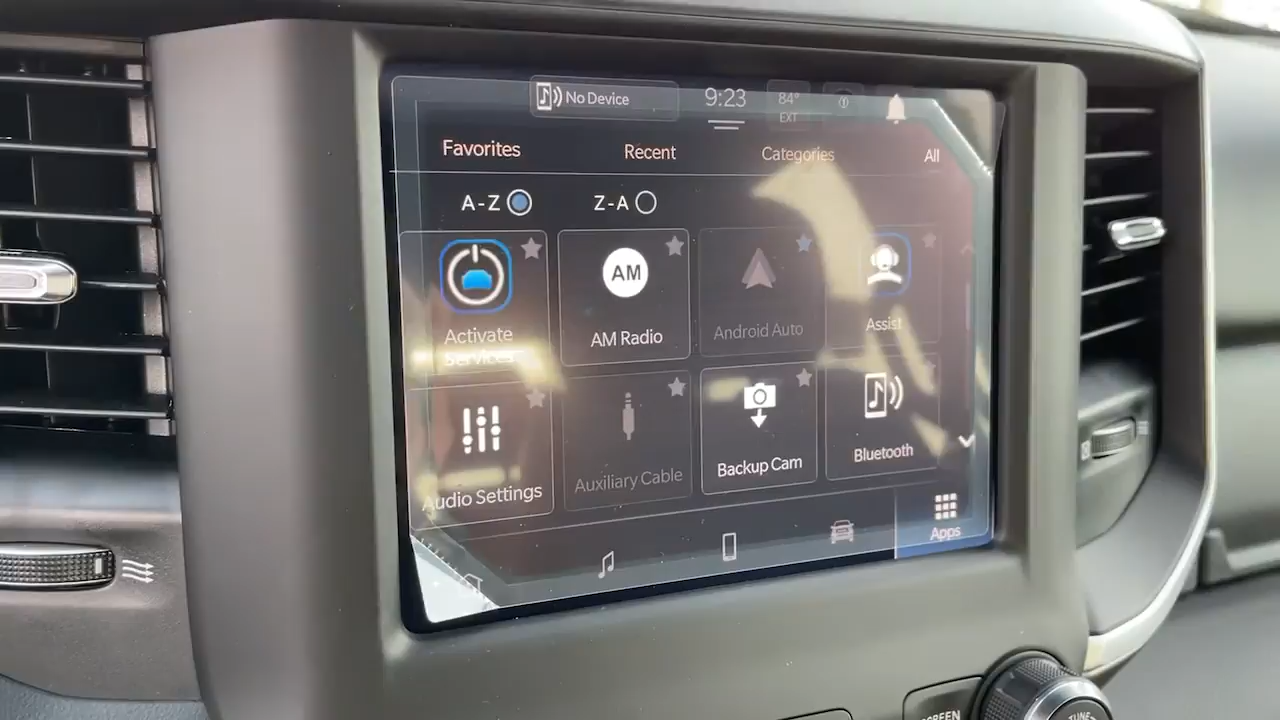 No Device
9:23
84°
EXT
Favorites
Recent
Categories
All
A-Z
Z-A
Activate
Services
AM
AM Radio
Android Auto
Assist
Audio Settings
Auxiliary Cable
Backup Cam
Bluetooth
Apps
SCREEN
TUNE